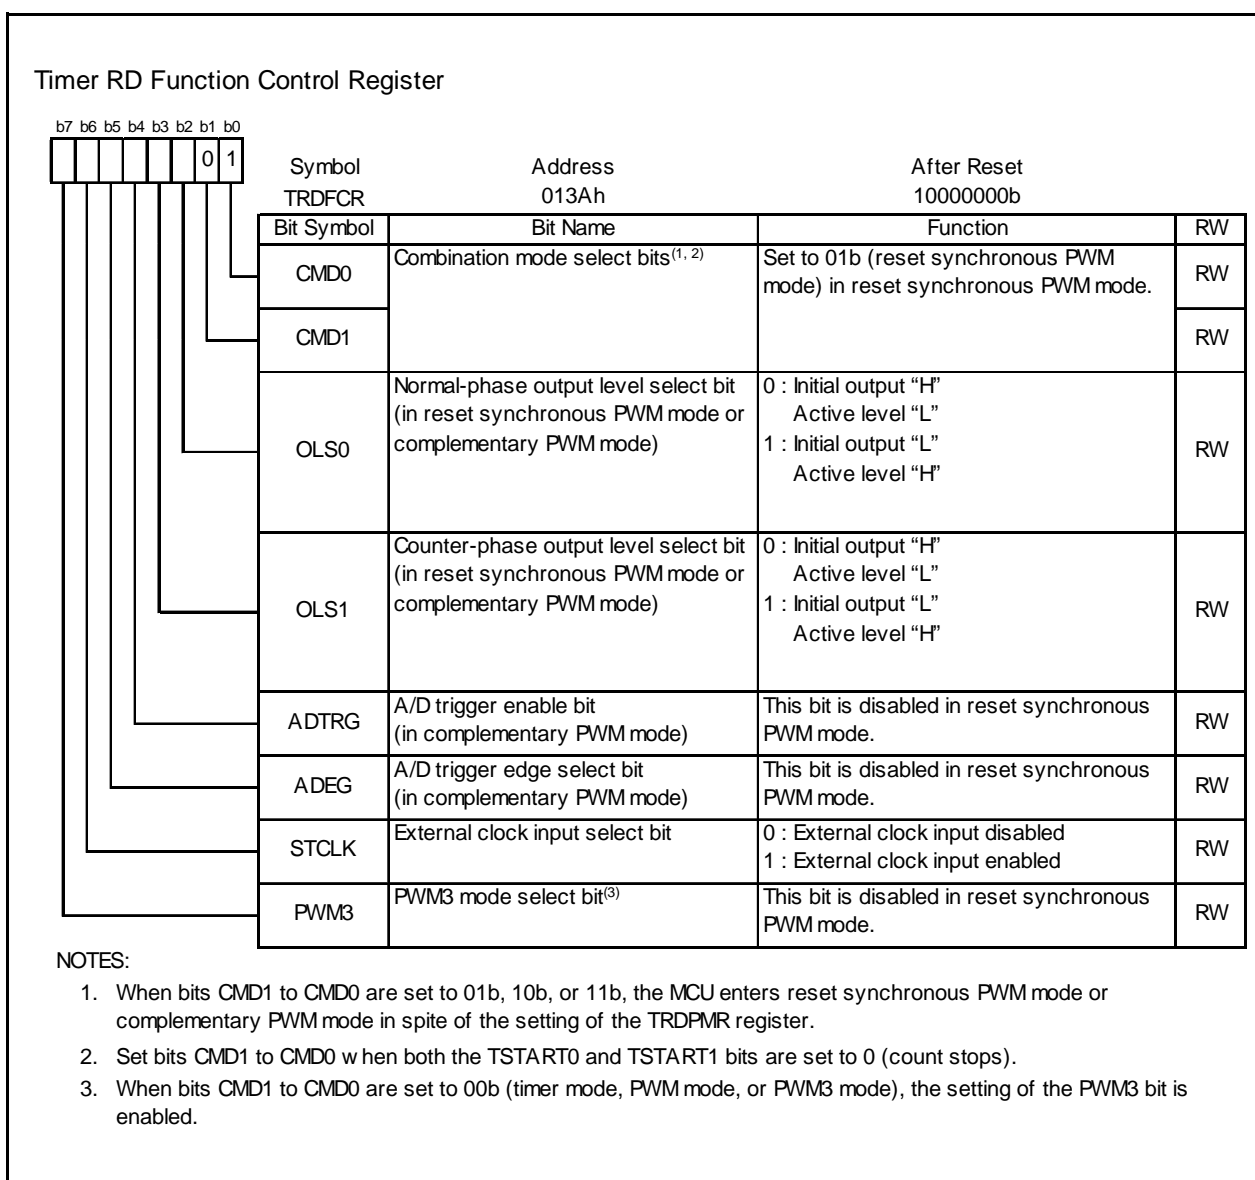 Timer RD Function Control Register
b7 b6 b5 b4 b3 b2 b1 b0
0 1
Symbol Address After Reset
TRDFCR 013Ah 10000000b
Bit Symbol Bit Name Function RW
CMD0 Combination mode select bits(1, 2) Set to 01b (reset synchronous PWM
mode) in reset synchronous PWM mode. RW
CMD1 RW
OLS0 Normal-phase output level select bit
(in reset synchronous PWM mode or
complementary PWM mode) 0 : Initial output “H”
Active level “L”
1 : Initial output “L”
Active level “H” RW
OLS1 Counter-phase output level select bit
(in reset synchronous PWM mode or
complementary PWM mode) 0 : Initial output “H”
Active level “L”
1 : Initial output “L”
Active level “H” RW
ADTRG A/D trigger enable bit
(in complementary PWM mode) This bit is disabled in reset synchronous
PWM mode. RW
ADEG A/D trigger edge select bit
(in complementary PWM mode) This bit is disabled in reset synchronous
PWM mode. RW
STCLK External clock input select bit 0 : External clock input disabled
1 : External clock input enabled RW
PWM3 PWM3 mode select bit(3) This bit is disabled in reset synchronous
PWM mode. RW
NOTES:
1. When bits CMD1 to CMD0 are set to 01b, 10b, or 11b, the MCU enters reset synchronous PWM mode or
complementary PWM mode in spite of the setting of the TRDPMR register.
2. Set bits CMD1 to CMD0 when both the TSTART0 and TSTART1 bits are set to 0 (count stops).
3. When bits CMD1 to CMD0 are set to 00b (timer mode, PWM mode, or PWM3 mode), the setting of the PWM3 bit is
enabled.